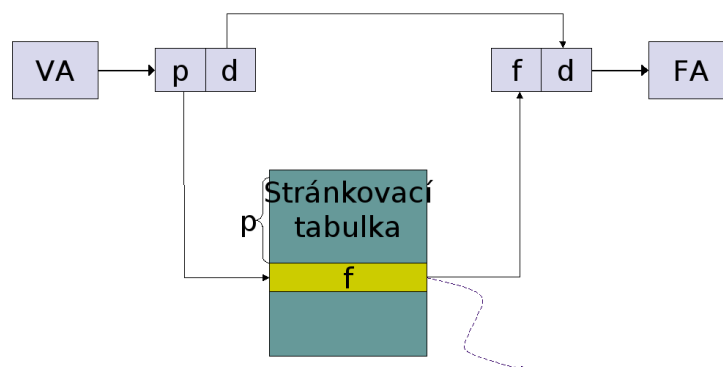 VA
p d
f d
FA
Stránkovací
tabulka
p
f